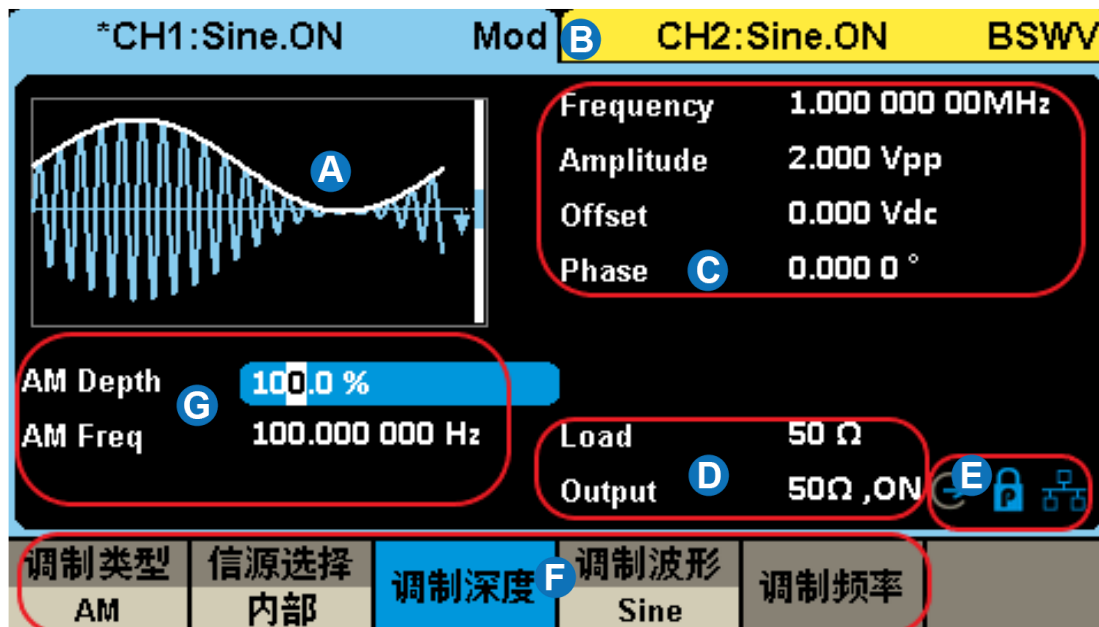 *CH1:Sine.ON Mod B CH2:Sine.ON BSWV
A
Frequency 1.000 000 00MHz
Amplitude 2.000 Vpp
Offset 0.000 Vdc
Phase C 0.000 0 °
AM Depth 100.0 %
G
AM Freq 100.000 000 Hz
Load 50 Ω
D
Output 50Ω ,ON
E
P
调制类型 信源选择 调制深度 F 调制波形 调制频率
AM 内部 Sine